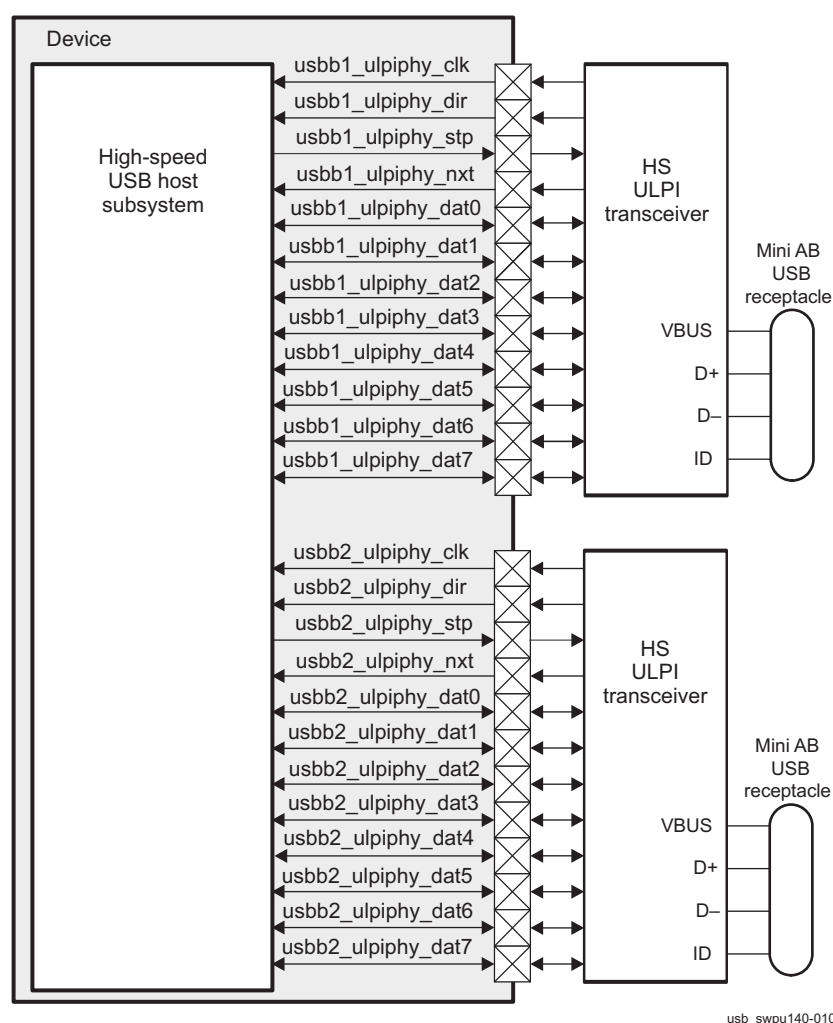 Device
High-speed
USB host
subsystem
usbb1_ulpiphy_clk
usbb1_ulpiphy_dir
usbb1_ulpiphy_stp
usbb1_ulpiphy_nxt
usbb1_ulpiphy_dat0
usbb1_ulpiphy_dat1
usbb1_ulpiphy_dat2
usbb1_ulpiphy_dat3
usbb1_ulpiphy_dat4
usbb1_ulpiphy_dat5
usbb1_ulpiphy_dat6
usbb1_ulpiphy_dat7
HS
ULPI
transceiver
VBUS
D+
D–
ID
Mini AB
USB
receptacle
usbb2_ulpiphy_clk
usbb2_ulpiphy_dir
usbb2_ulpiphy_stp
usbb2_ulpiphy_nxt
usbb2_ulpiphy_dat0
usbb2_ulpiphy_dat1
usbb2_ulpiphy_dat2
usbb2_ulpiphy_dat3
usbb2_ulpiphy_dat4
usbb2_ulpiphy_dat5
usbb2_ulpiphy_dat6
usbb2_ulpiphy_dat7
HS
ULPI
transceiver
VBUS
D+
D–
ID
Mini AB
USB
receptacle
usb_swpu140-010